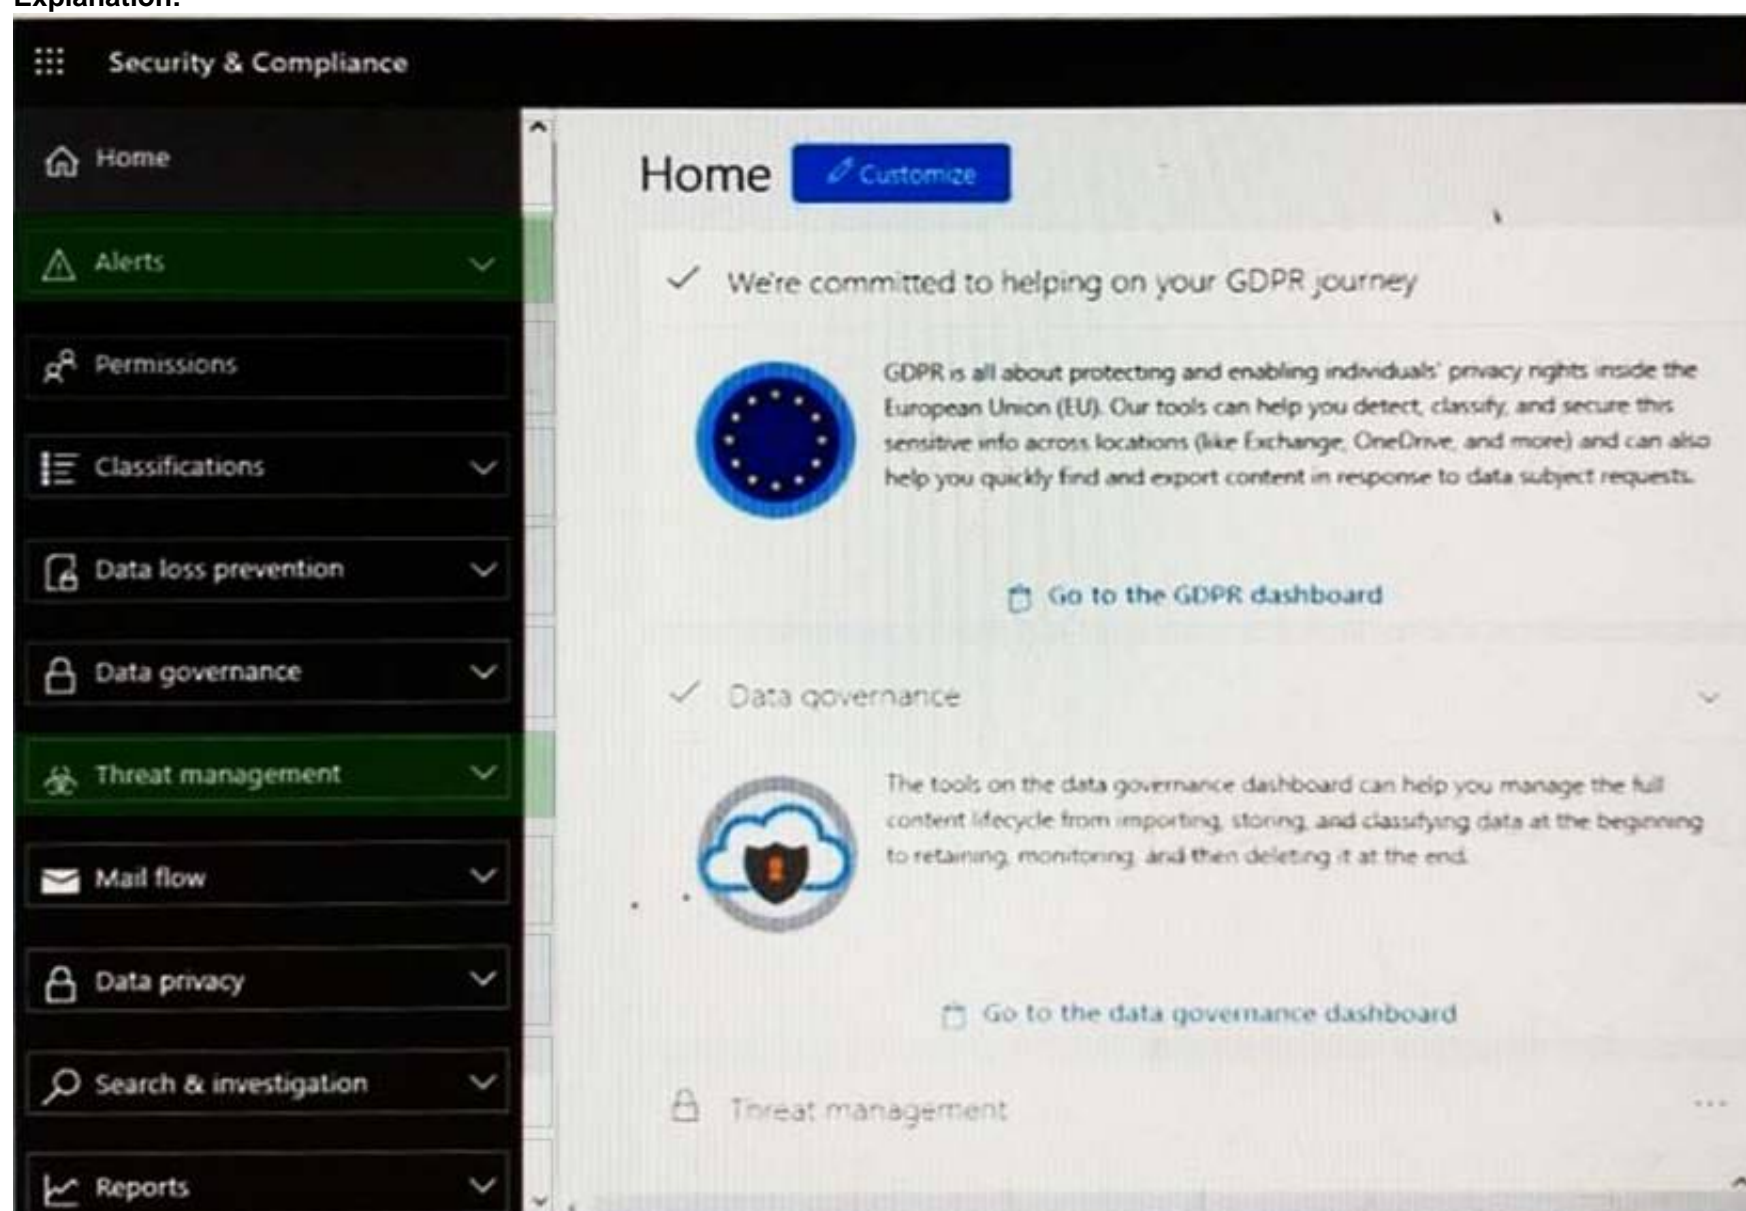 Explanation:
Security & Compliance
Home
Alerts
Permissions
Classifications
Data loss prevention
Data governance
Threat management
Mail flow
Data privacy
Search & investigation
Reports
Home
Customize
We're committed to helping on your GDPR journey
GDPR is all about protecting and enabling individuals' privacy rights inside the
European Union (EU). Our tools can help you detect, classify, and secure this
sensitive info across locations (like Exchange, OneDrive, and more) and can also
help you quickly find and export content in response to data subject requests.
Go to the GDPR dashboard
Data governance
The tools on the data governance dashboard can help you manage the full
content lifecycle from importing, storing, and classifying data at the beginning
to retaining, monitoring, and then deleting it at the end.
Go to the data governance dashboard
Threat management